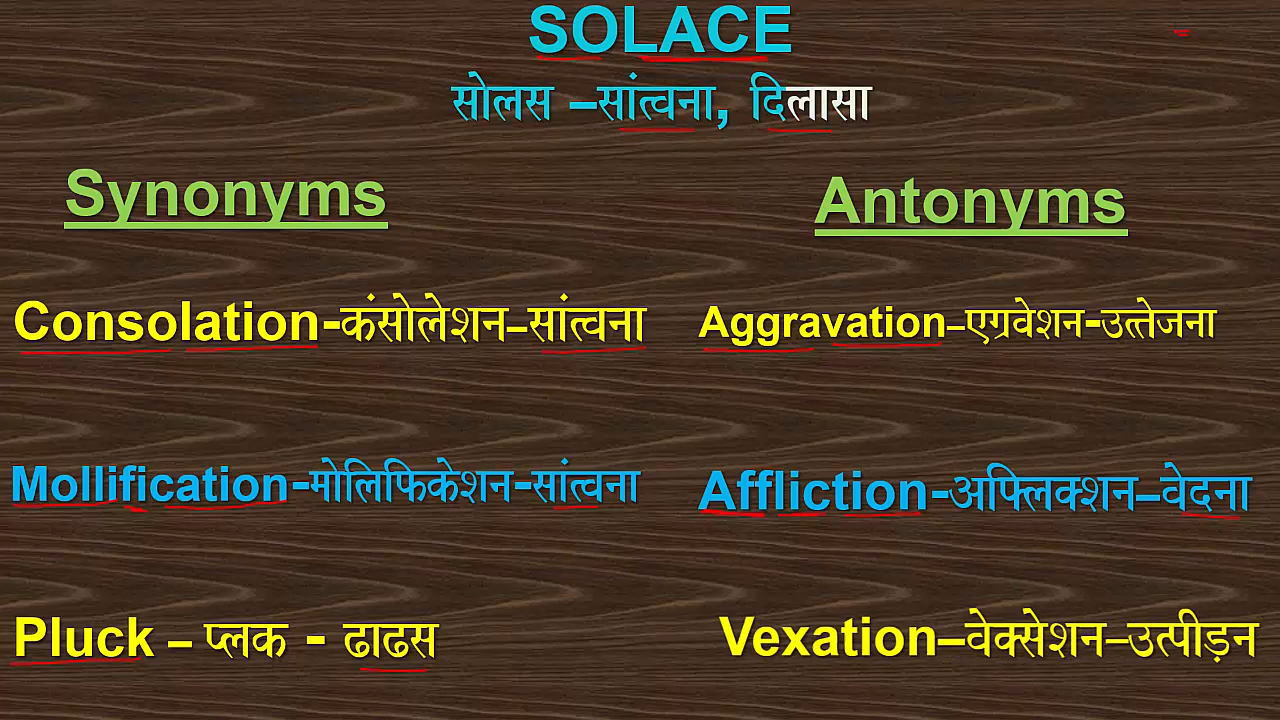 SOLACE
सोलस –सांत्वना, दिलासा
Synonyms
Antonyms
Consolation-कंसोलेशन–सांत्वना
Aggravation–एग्रवेशन-उत्तेजना
Mollification-मोलिफिकेशन-सांत्वना
Affliction-अफ्लिक्शन–वेदना
Pluck – प्लक - ढाढस
Vexation–वेक्सेशन–उत्पीड़न